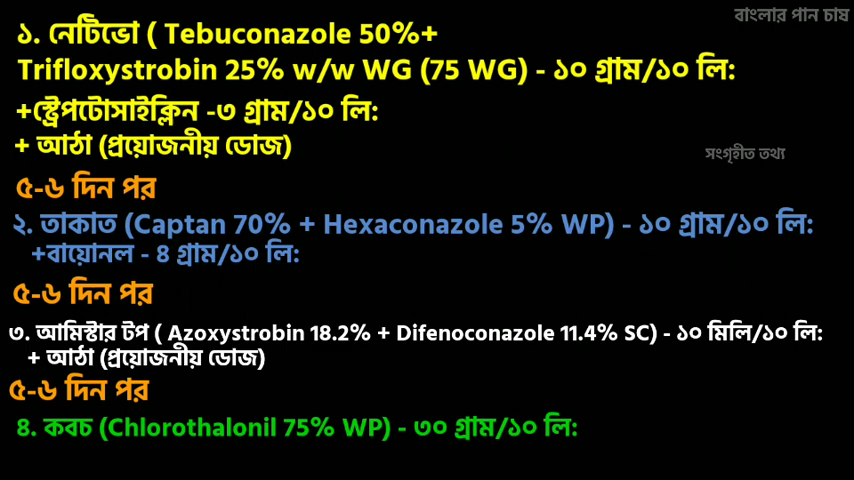 বাংলার পান চাষ
১. নেটিভো ( Tebuconazole 50%+
Trifloxystrobin 25% w/w WG (75 WG) - ১০ গ্রাম/১০ লি:
+স্ট্রেপটোসাইক্লিন -৩ গ্রাম/১০ লি:
+ আঠা (প্রয়োজনীয় ডোজ)
সংগৃহীত তথ্য
৫-৬ দিন পর
২. তাকাত (Captan 70% + Hexaconazole 5% WP) - ১০ গ্রাম/১০ লি:
+বায়োনল - 8 গ্রাম/১০ লি:
৫-৬ দিন পর
৩. আমিস্টার টপ ( Azoxystrobin 18.2% + Difenoconazole 11.4% SC) - ১০ মিলি/১০ লি:
+ আঠা (প্রয়োজনীয় ডোজ)
৫-৬ দিন পর
৪. কবচ (Chlorothalonil 75% WP) - ৩০ গ্রাম/১০ লি: